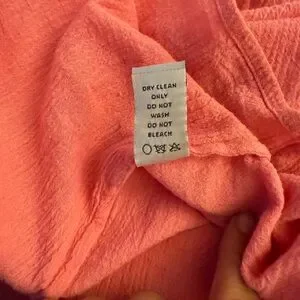 DRY CLEAN
ONLY
DO NOT
WASH
DO NOT
BLEACH